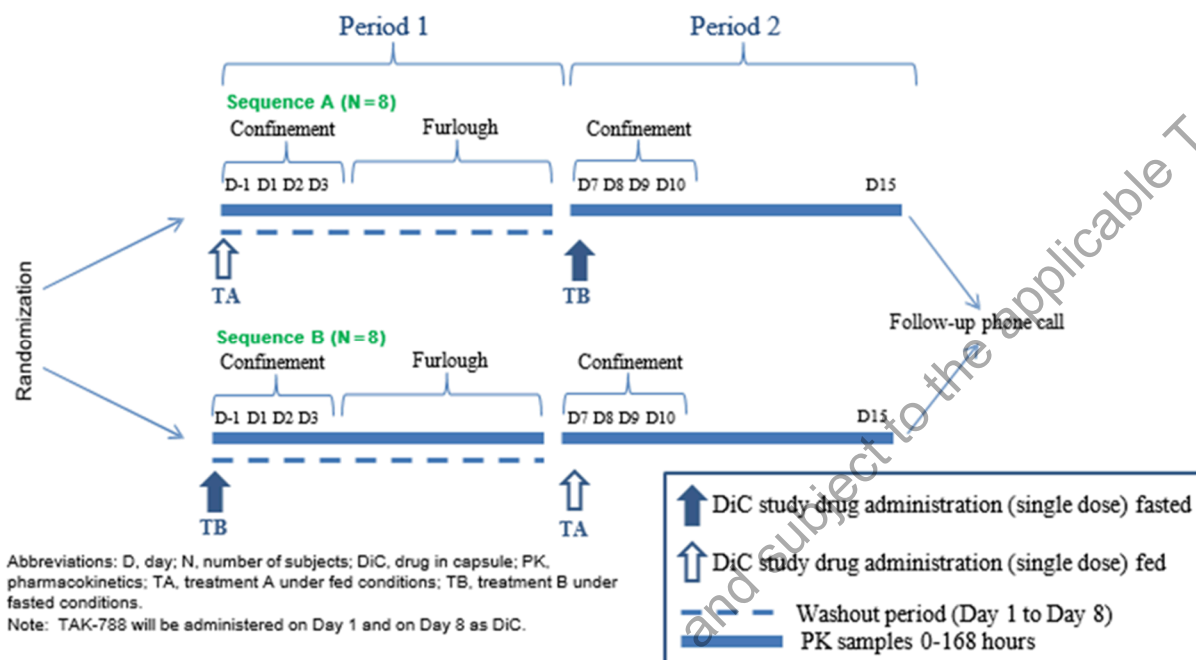 Period 1
Period 2
Sequence A (N=8)
Confinement
Furlough
Confinement
D-1 D1 D2 D3
D7 D8 D9 D10
D15
TA
TB
Randomization
Follow-up phone call
Sequence B (N=8)
Confinement
Furlough
Confinement
D-1 D1 D2 D3
D7 D8 D9 D10
D15
TB
TA
DiC study drug administration (single dose) fasted
DiC study drug administration (single dose) fed
Washout period (Day 1 to Day 8)
PK samples 0-168 hours
Abbreviations: D, day; N, number of subjects; DiC, drug in capsule; PK,
pharmacokinetics; TA, treatment A under fed conditions; TB, treatment B under
fasted conditions.
Note: TAK-788 will be administered on Day 1 and on Day 8 as DiC.
and subject to the applicable T